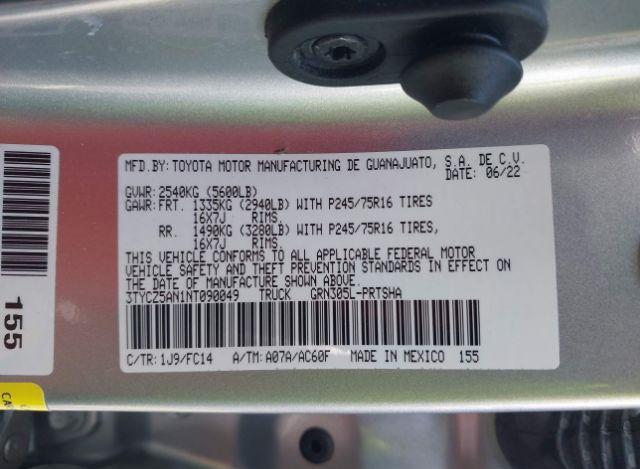 MFD.BY:TOYOTA MOTOR MANUFACTURING DE GUANAJUATO, S.A. DE C.V.
DATE: 06/22
GVWR:2540KG (5600LB)
GAWR:FRT. 1335KG (2940LB) WITH P245/75R16 TIRES
16X7J RIMS,
RR. 1490KG (3280LB) WITH P245/75R16 TIRES,
16X7J RIMS.
THIS VEHICLE CONFORMS TO ALL APPLICABLE FEDERAL MOTOR
VEHICLE SAFETY AND THEFT PREVENTION STANDARDS IN EFFECT ON
THE DATE OF MANUFACTURE SHOWN ABOVE.
3TYCZ5AN1NT090049 TRUCK GRN305L-PRTSHA
C/TR:1J9/FC14 A/TM:A07A/AC60F MADE IN MEXICO 155
155